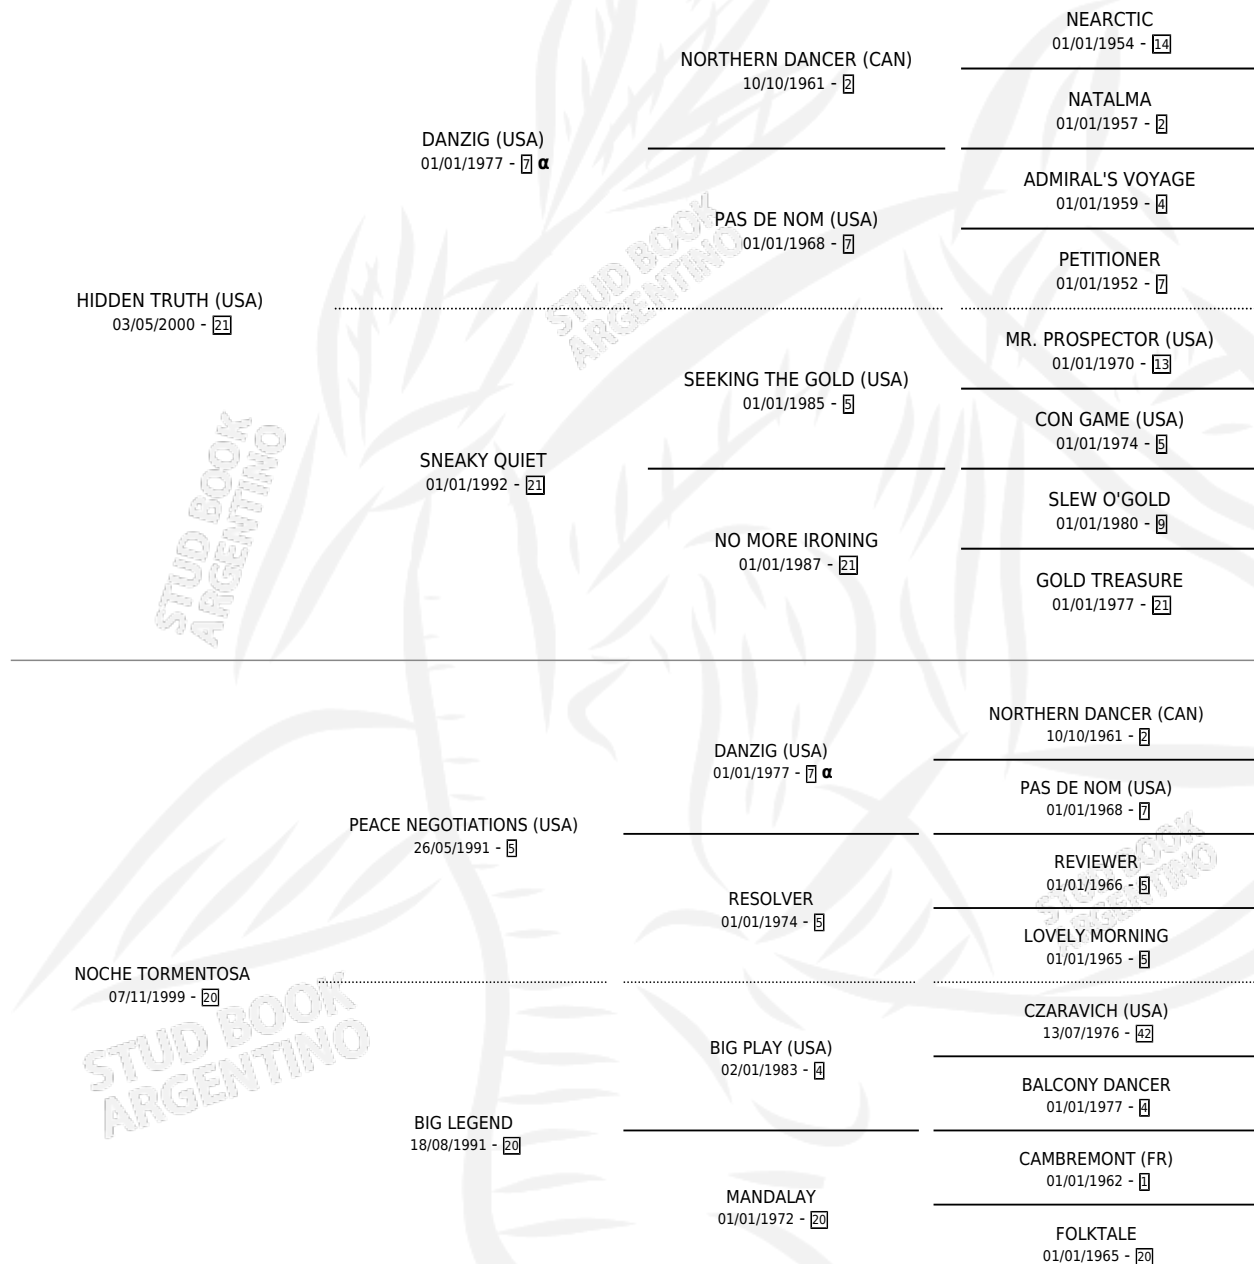 NEARCTIC
01/01/1954 - 14
NORTHERN DANCER (CAN)
10/10/1961 - 2
NATALMA
01/01/1957 - 2
DANZIG (USA)
01/01/1977 - 7 α
ADMIRAL'S VOYAGE
01/01/1959 - 4
PAS DE NOM (USA)
01/01/1968 - 7
PETITIONER
01/01/1952 - 7
HIDDEN TRUTH (USA)
03/05/2000 - 21
MR. PROSPECTOR (USA)
01/01/1970 - 13
SEEKING THE GOLD (USA)
01/01/1985 - 5
CON GAME (USA)
01/01/1974 - 5
SNEAKY QUIET
01/01/1992 - 21
SLEW O'GOLD
01/01/1980 - 9
NO MORE IRONING
01/01/1987 - 21
GOLD TREASURE
01/01/1977 - 21
NORTHERN DANCER (CAN)
10/10/1961 - 2
DANZIG (USA)
01/01/1977 - 7 α
PAS DE NOM (USA)
01/01/1968 - 7
PEACE NEGOTIATIONS (USA)
26/05/1991 - 5
REVIEWER
01/01/1966 - 5
RESOLVER
01/01/1974 - 5
LOVELY MORNING
01/01/1965 - 5
NOCHE TORMENTOSA
07/11/1999 - 20
CZARAVICH (USA)
13/07/1976 - 42
BIG PLAY (USA)
02/01/1983 - 4
BALCONY DANCER
01/01/1977 - 4
BIG LEGEND
18/08/1991 - 20
CAMBREMONT (FR)
01/01/1962 - 1
MANDALAY
01/01/1972 - 20
FOLKTALE
01/01/1965 - 20
STUD BOOK
ARGENTINO
STUD BOOK
ARGENTINO
STUD BOOK
ARGENTINO
STUD BOOK
ARGENTINO